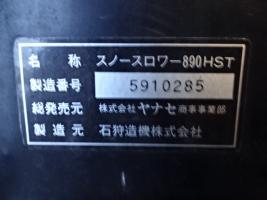 名称 スノースロワー890HST
製造番号 5910285
総発売元 株式会社 ヤナセ 商事事業部
製造元 石狩造機株式会社